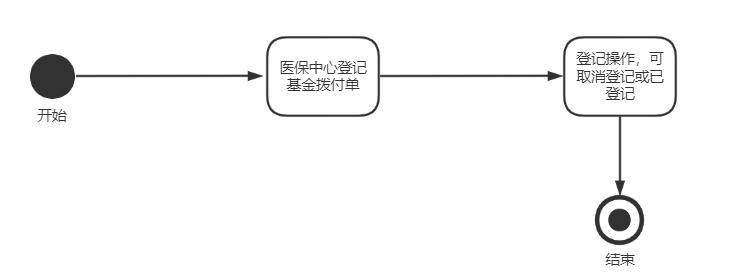 开始
医保中心登记
基金拨付单
登记操作，可
取消登记或已
登记
结束